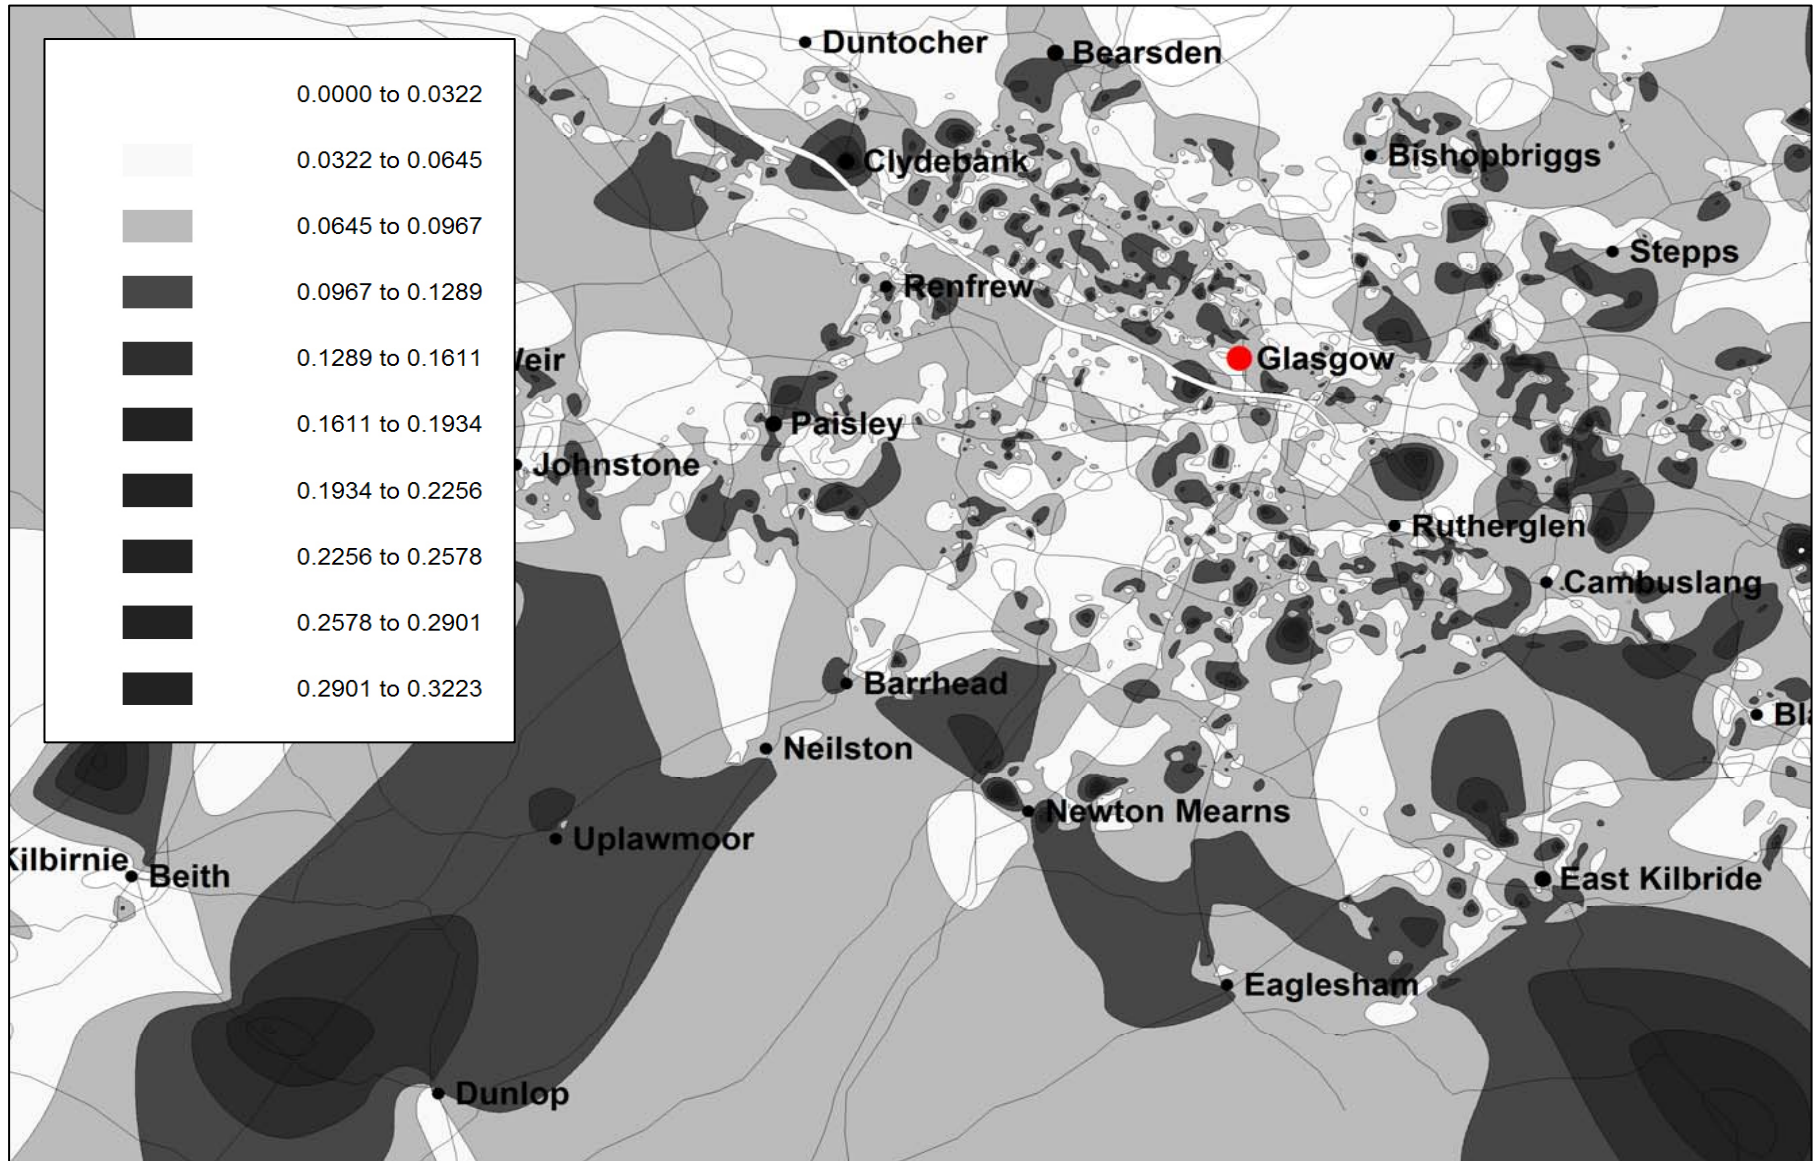 Duntocher
Bearsden
0.0000 to 0.0322
0.0322 to 0.0645
Clydebank
Bishopbriggs
0.0645 to 0.0967
Stepps
0.0967 to 0.1289
Renfrew
0.1289 to 0.1611
Weir
Glasgow
0.1611 to 0.1934
Paisley
Johnstone
0.1934 to 0.2256
Rutherglen
0.2256 to 0.2578
Cambuslang
0.2578 to 0.2901
0.2901 to 0.3223
Barrhead
Bla
Neilston
Newton Mearns
Uplawmoor
Kilbirnie
Beith
East Kilbride
Eaglesham
Dunlop